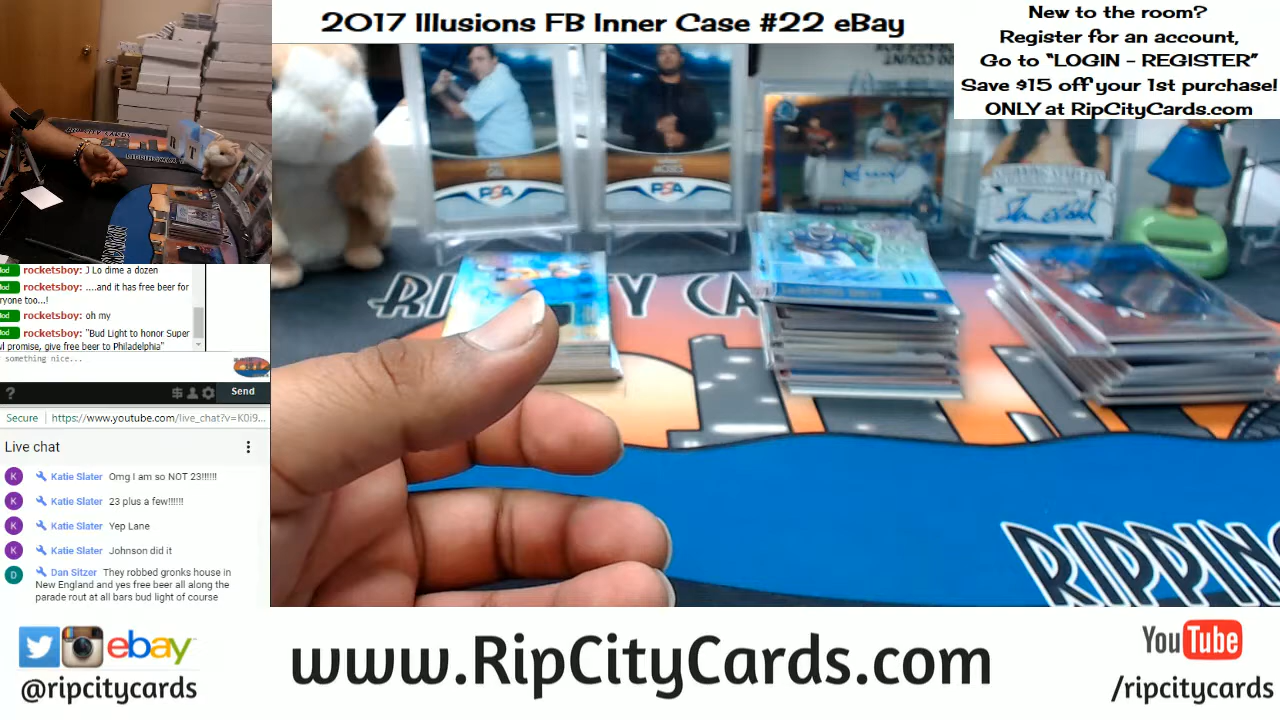 2017 Illusions FB Inner Case #22 eBay
New to the room?
Register for an account,
Go to "LOGIN - REGISTER"
Save $15 off your 1st purchase!
ONLY at RipCityCards.com
RIP CITY CARDS
PSA
PSA
RI Y CA
RIPPING
RIPPIN
rocketsboy: J Lo dime a dozen
rocketsboy: ....and it has free beer for
ryone too...!
rocketsboy: oh my
rocketsboy: "Bud Light to honor Super
l promise, give free beer to Philadelphia"
something nice...
? Send
Secure https://www.youtube.com/live_chat?v=K0i9...
Live chat
K Katie Slater Omg I am so NOT 23!!!!!!
K Katie Slater 23 plus a few!!!!!!
K Katie Slater Yep Lane
K Katie Slater Johnson did it
D Dan Sitzer They robbed gronks house in
New England and yes free beer all along the
parade rout at all bars bud light of course
ebay
@ripcitycards
www.RipCityCards.com
YouTube
/ripcitycards